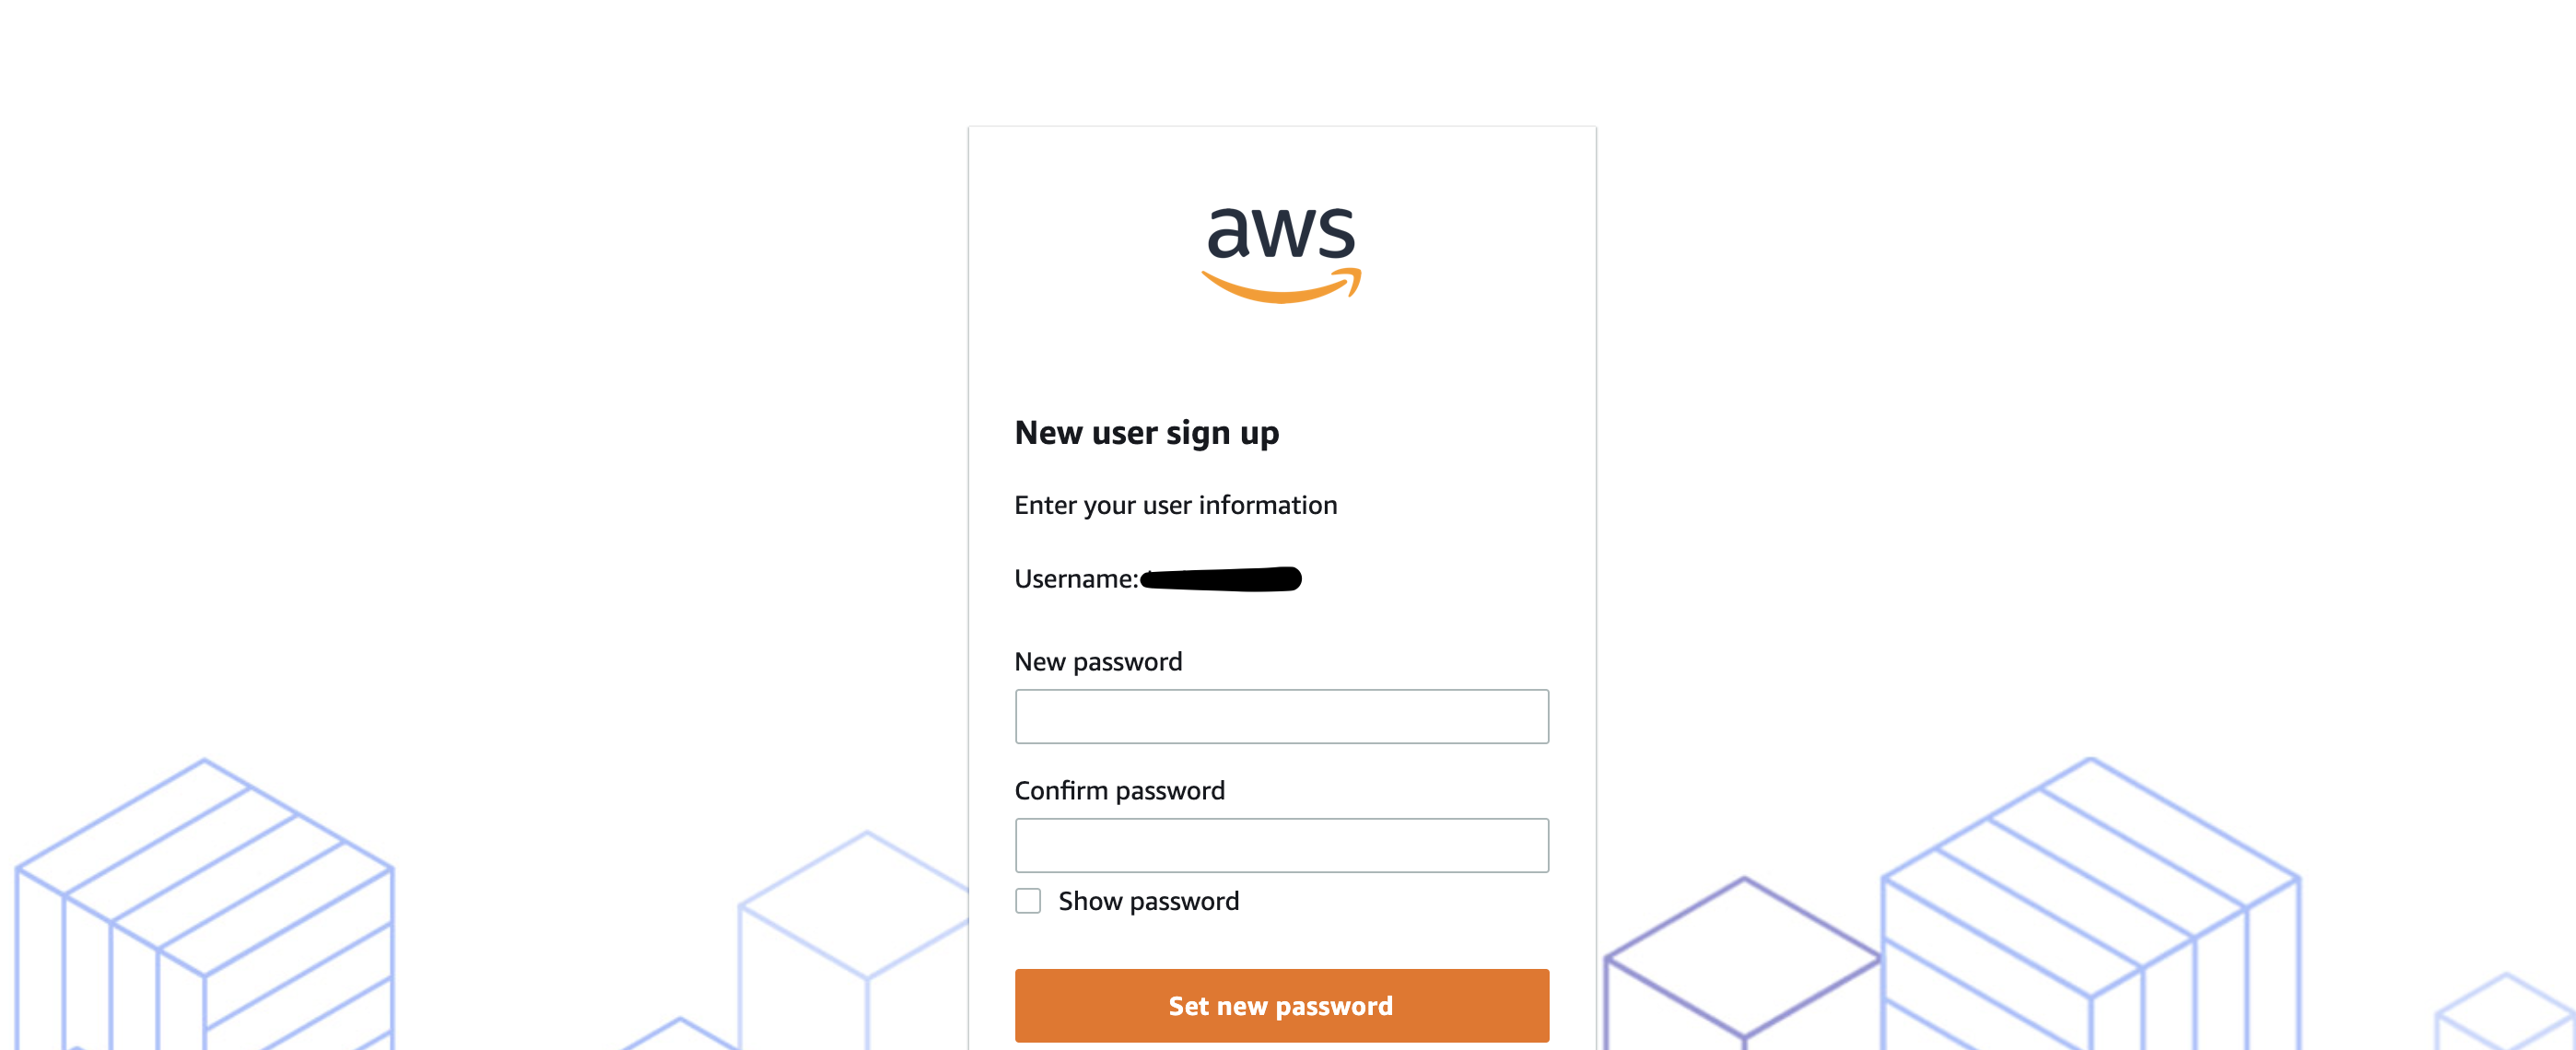 aws
New user sign up
Enter your user information
Username:
New password
Confirm password
Show password
Set new password